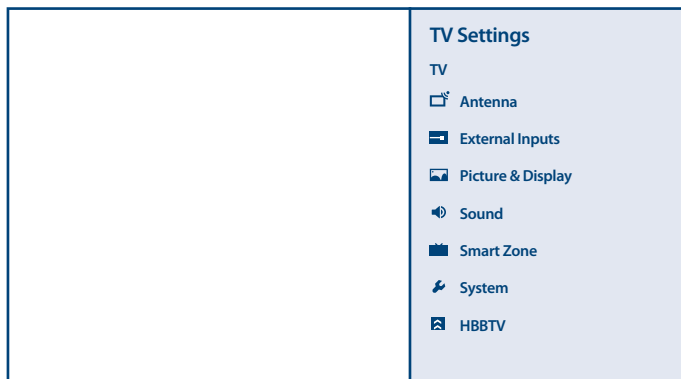 TV Settings
TV
Antenna
External Inputs
Picture & Display
Sound
Smart Zone
System
HBBTV